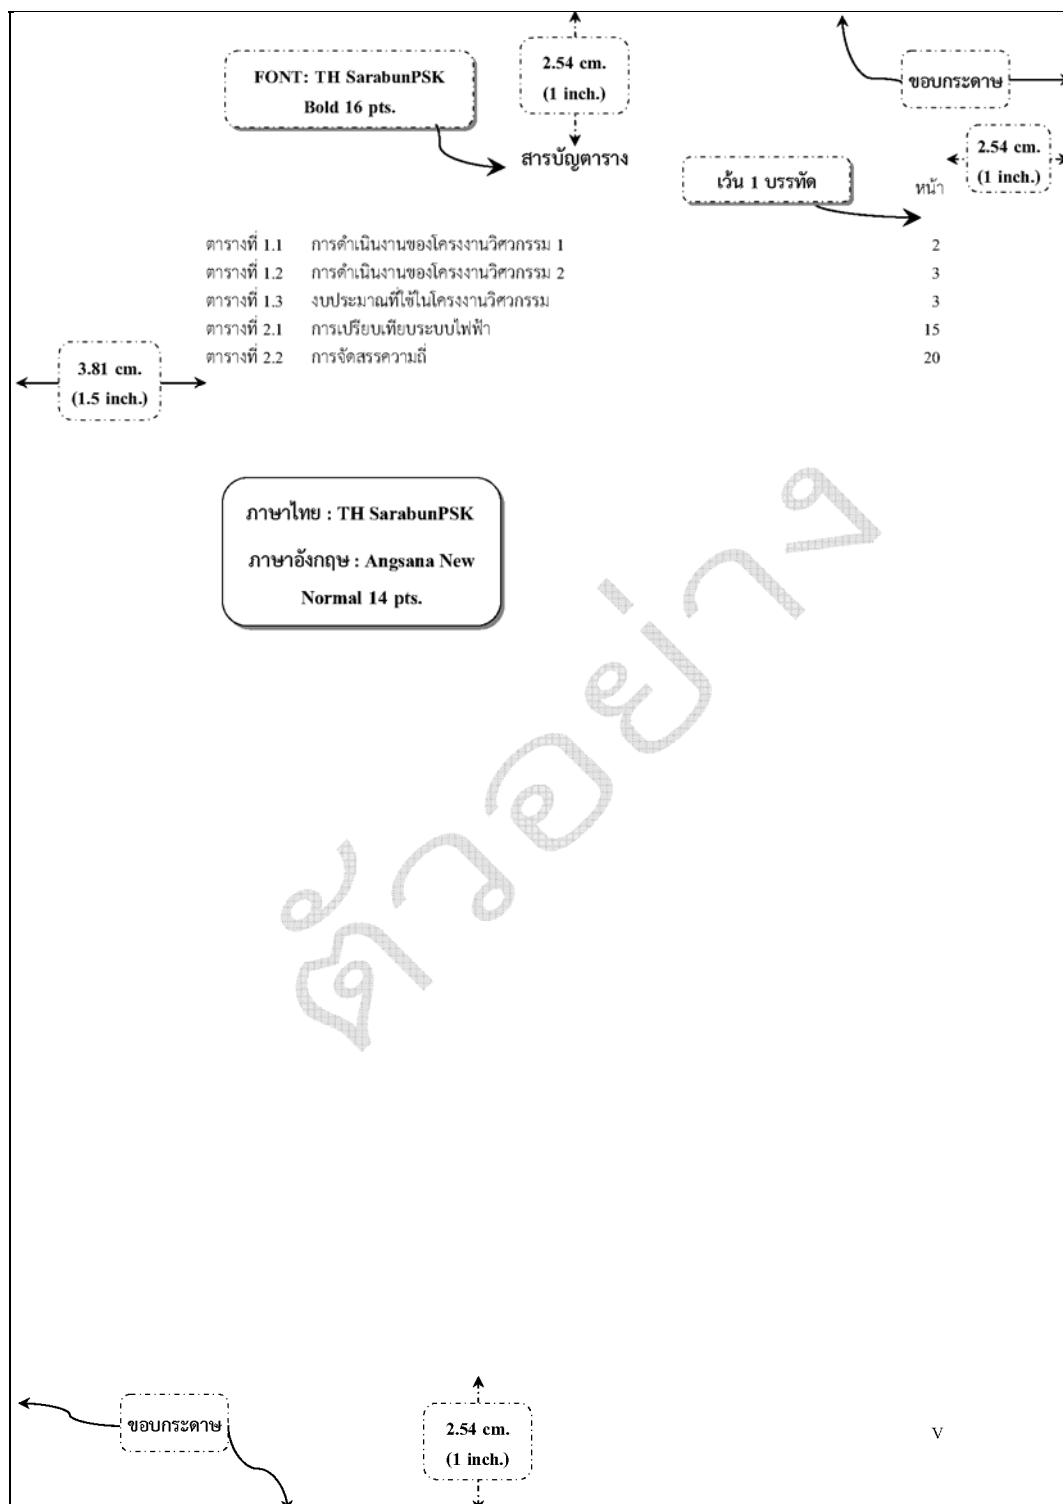 FONT: TH SarabunPSK
Bold 16 pts.
2.54 cm.
(1 inch.)
ขอบกระดาษ
สารบัญตาราง
2.54 cm.
(1 inch.)
เว้น 1 บรรทัด
หน้า
ตารางที่ 1.1 การดำเนินงานของโครงงานวิศวกรรม 1 2
ตารางที่ 1.2 การดำเนินงานของโครงงานวิศวกรรม 2 3
ตารางที่ 1.3 งบประมาณที่ใช้ในโครงงานวิศวกรรม 3
ตารางที่ 2.1 การเปรียบเทียบระบบไฟฟ้า 15
ตารางที่ 2.2 การจัดสรรความถี่ 20
3.81 cm.
(1.5 inch.)
ภาษาไทย : TH SarabunPSK
ภาษาอังกฤษ : Angsana New
Normal 14 pts.
ตัวอย่าง
ขอบกระดาษ
2.54 cm.
(1 inch.)
V